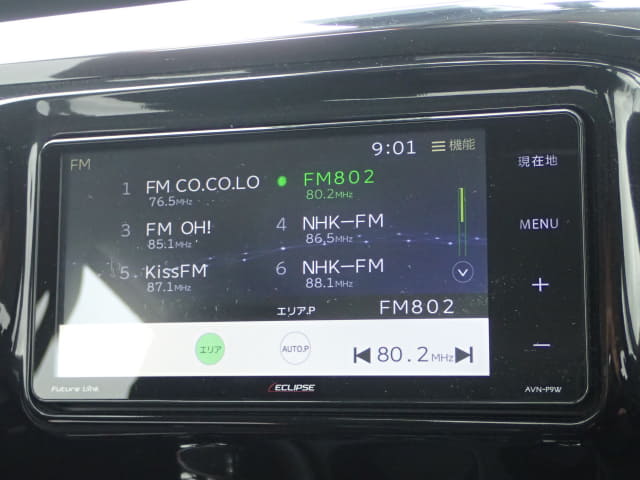 FM
9:01
機能
現在地
1 FM CO.CO.LO
76.5MHz
FM802
80.2MHz
MENU
3 FM OH!
85.1MHz
4 NHK-FM
86.5MHz
5 KissFM
87.1MHz
6 NHK-FM
88.1MHz
+
エリア.P
FM802
エリア
AUTO.P
80.2MHz
−
Future Link
ECLIPSE
AVN-P9W